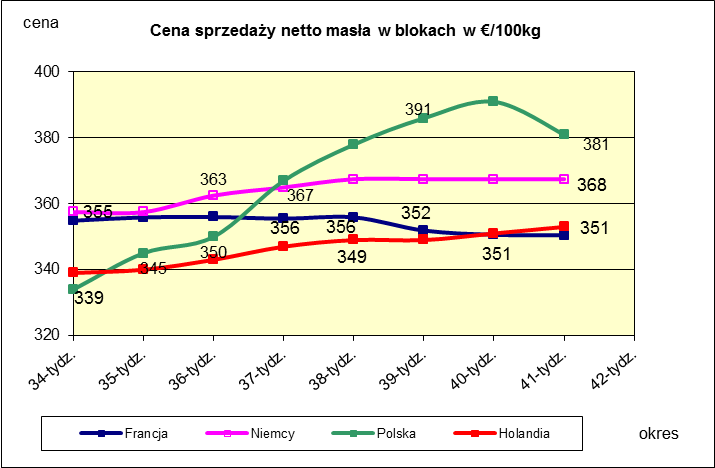 cena
Cena sprzedaży netto masła w blokach w €/100kg
400
380
360
340
320
391
381
363
367
368
355
352
356
356
351
350
349
351
345
339
34-tydz.
35-tydz.
36-tydz.
37-tydz.
38-tydz.
39-tydz.
40-tydz.
41-tydz.
42-tydz.
Francja Niemcy Polska Holandia
okres